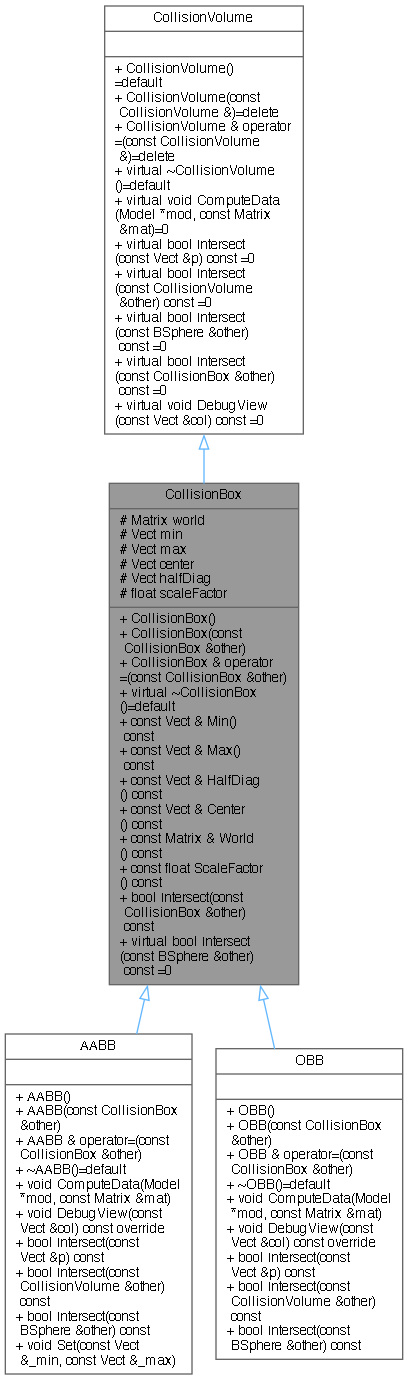 CollisionVolume
+ CollisionVolume()
=default
+ CollisionVolume(const
CollisionVolume &)=delete
+ CollisionVolume & operator
=(const CollisionVolume
&)=delete
+ virtual ~CollisionVolume
()=default
+ virtual void ComputeData
(Model *mod, const Matrix
&mat)=0
+ virtual bool Intersect
(const Vect &p) const =0
+ virtual bool Intersect
(const CollisionVolume
&other) const =0
+ virtual bool Intersect
(const BSphere &other)
const =0
+ virtual bool Intersect
(const CollisionBox &other)
const =0
+ virtual void DebugView
(const Vect &col) const =0
CollisionBox
# Matrix world
# Vect min
# Vect max
# Vect center
# Vect halfDiag
# float scaleFactor
+ CollisionBox()
+ CollisionBox(const
CollisionBox &other)
+ CollisionBox & operator
=(const CollisionBox &other)
+ virtual ~CollisionBox
()=default
+ const Vect & Min()
const
+ const Vect & Max()
const
+ const Vect & HalfDiag
() const
+ const Vect & Center
() const
+ const Matrix & World
() const
+ const float ScaleFactor
() const
+ bool Intersect(const
CollisionBox &other)
const
+ virtual bool Intersect
(const BSphere &other)
const =0
AABB
+ AABB()
+ AABB(const CollisionBox
&other)
+ AABB & operator=(const
CollisionBox &other)
+ ~AABB()=default
+ void ComputeData(Model
*mod, const Matrix &mat)
+ void DebugView(const
Vect &col) const override
+ bool Intersect(const
Vect &p) const
+ bool Intersect(const
CollisionVolume &other)
const
+ bool Intersect(const
BSphere &other) const
+ void Set(const Vect
&_min, const Vect &_max)
OBB
+ OBB()
+ OBB(const CollisionBox
&other)
+ OBB & operator=(const
CollisionBox &other)
+ ~OBB()=default
+ void ComputeData(Model
*mod, const Matrix &mat)
+ void DebugView(const
Vect &col) const override
+ bool Intersect(const
Vect &p) const
+ bool Intersect(const
CollisionVolume &other)
const
+ bool Intersect(const
BSphere &other) const